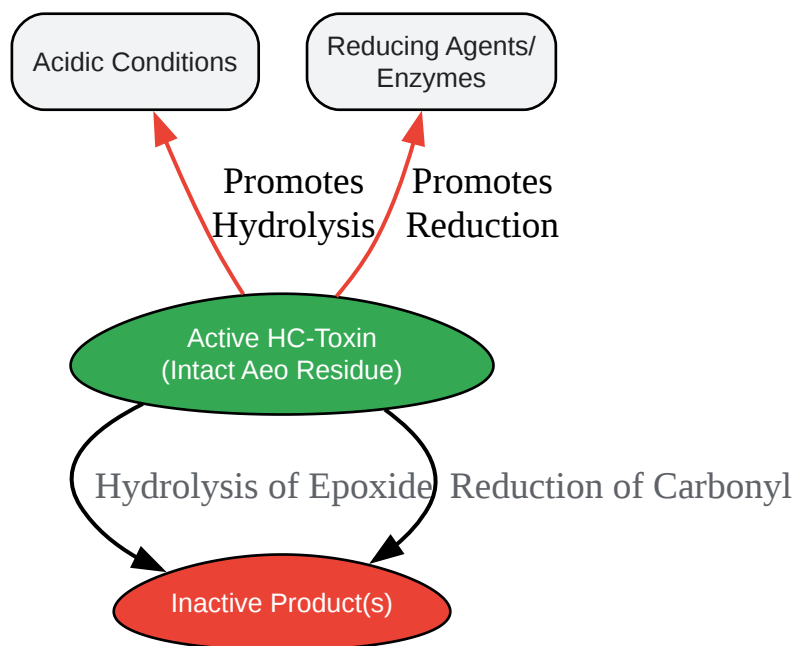 Acidic Conditions
Reducing Agents/
Enzymes
Promotes
Hydrolysis
Promotes
Reduction
Active HC-Toxin
(Intact Aeo Residue)
Hydrolysis of Epoxide
Reduction of Carbonyl
Inactive Product(s)